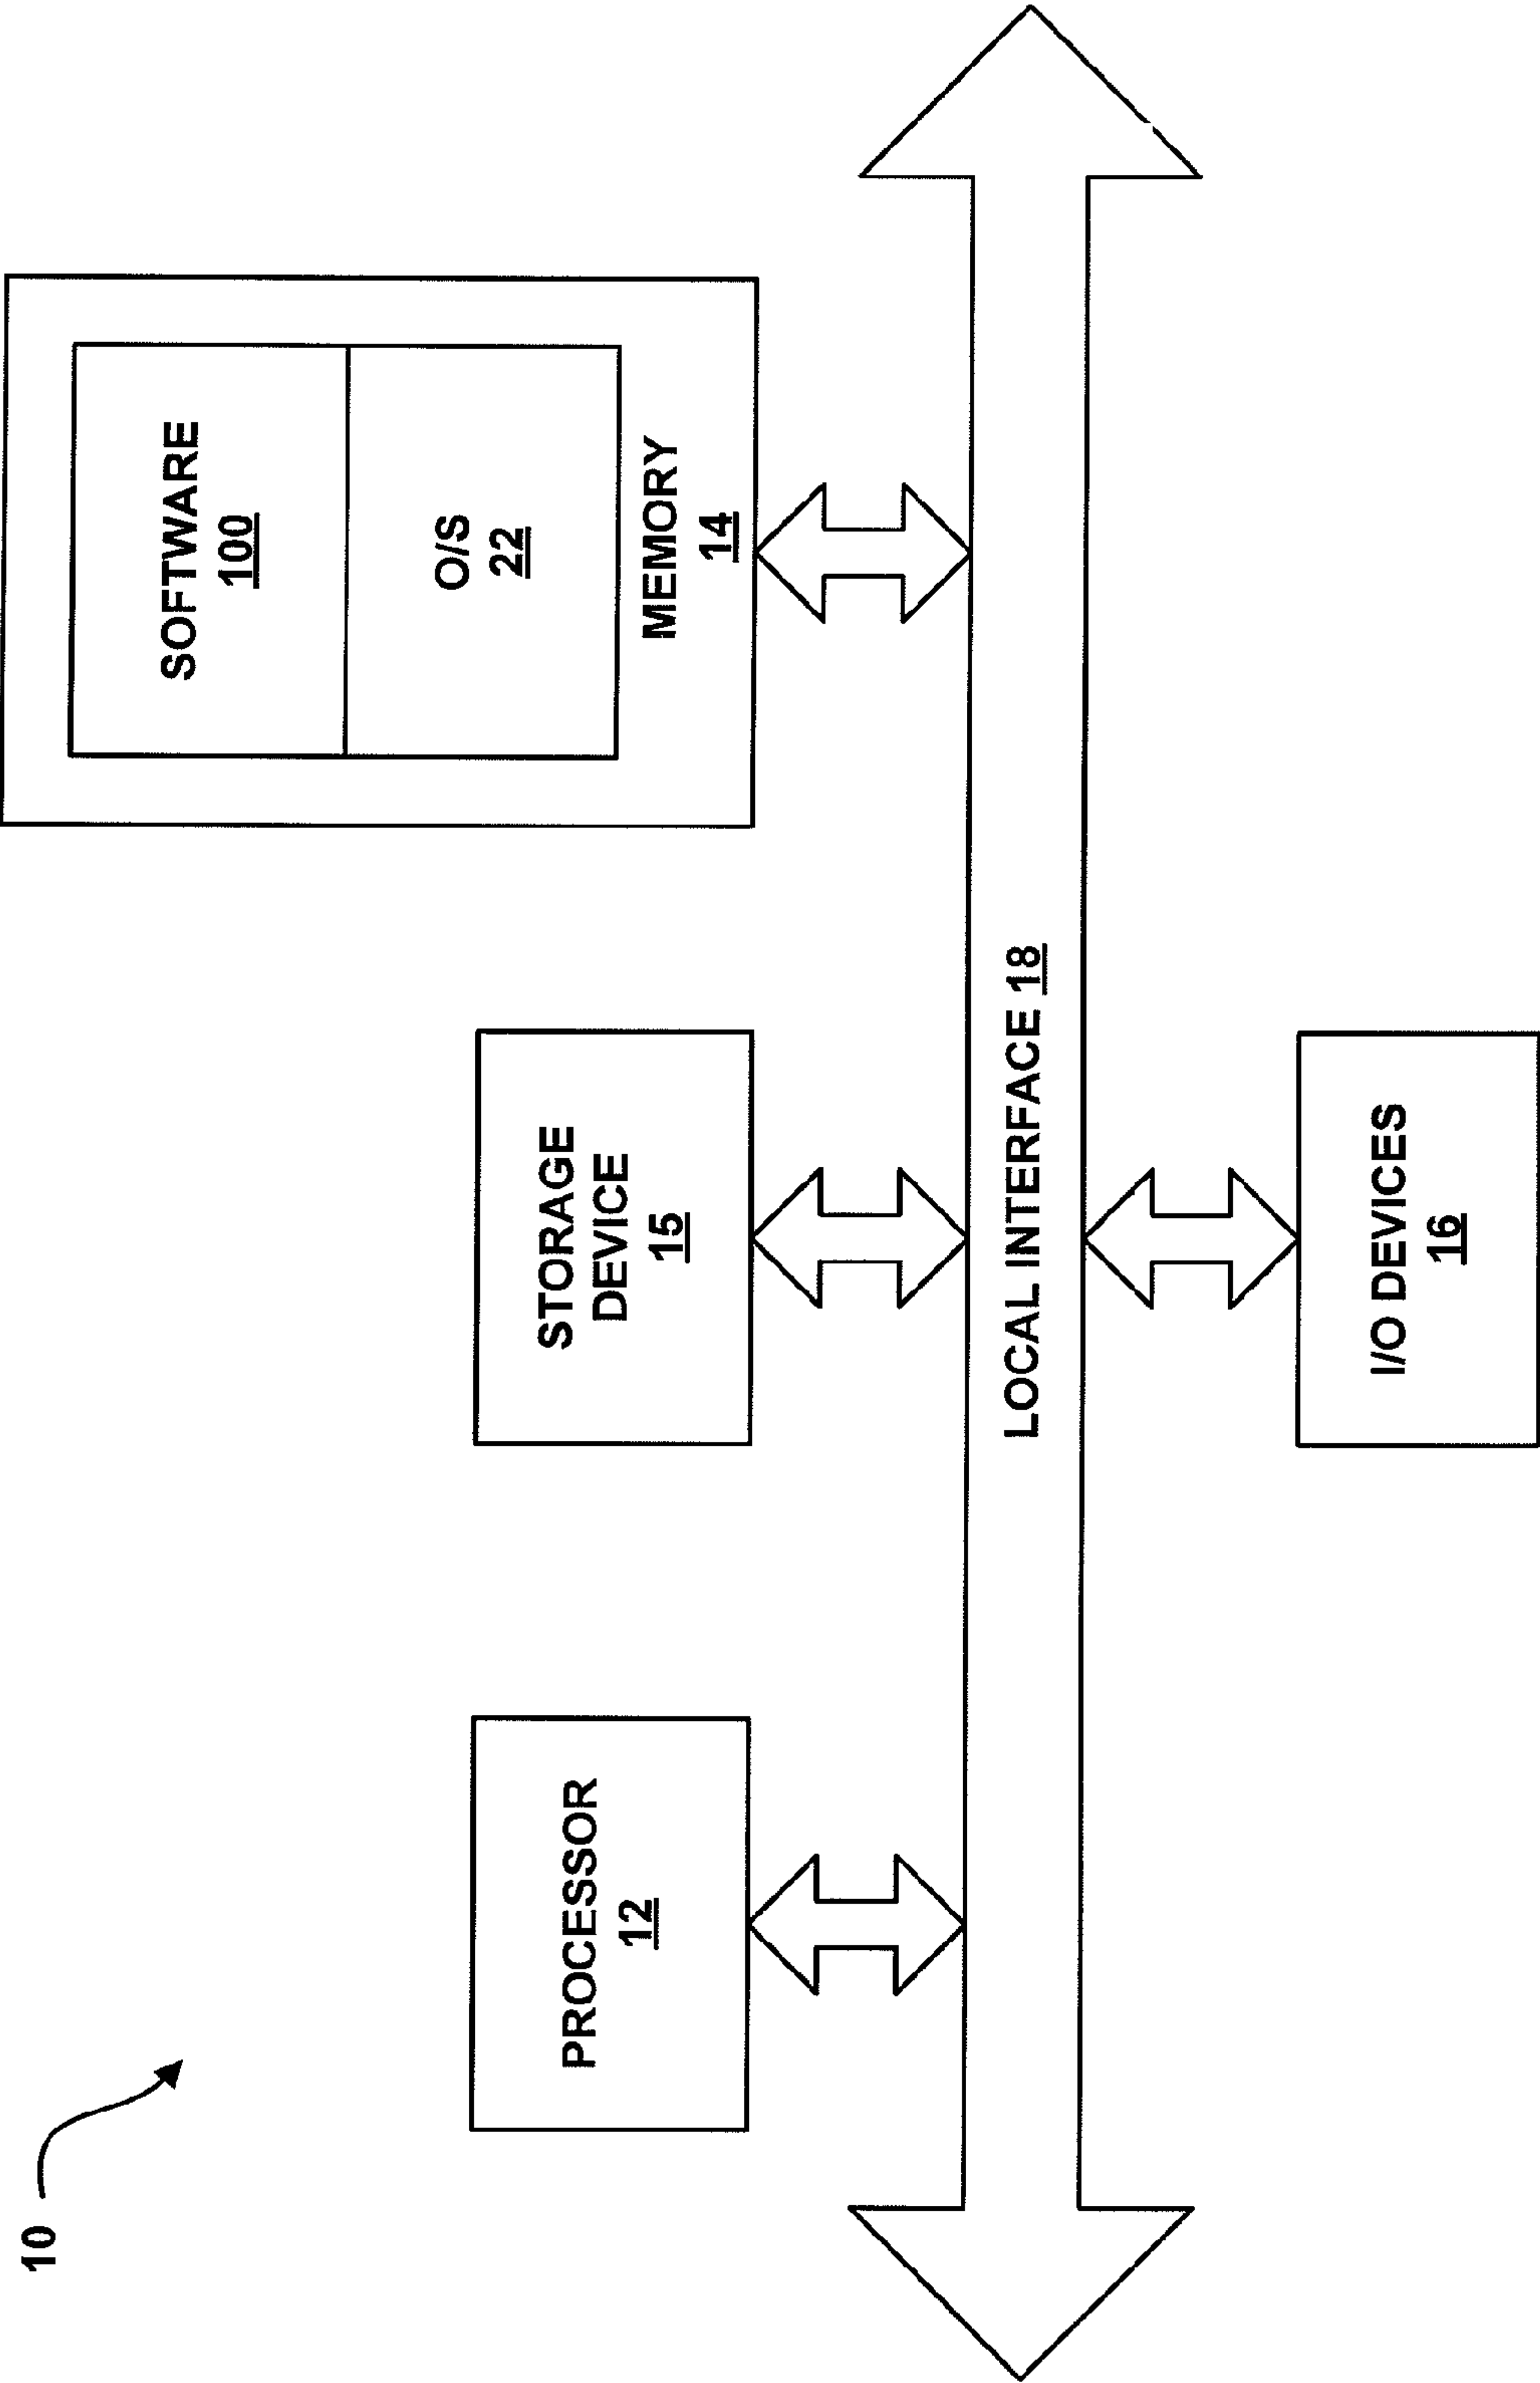 10
PROCESSOR
12
STORAGE
DEVICE
15
SOFTWARE
100
O/S
22
MEMORY
14
LOCAL INTERFACE 18
I/O DEVICES
16